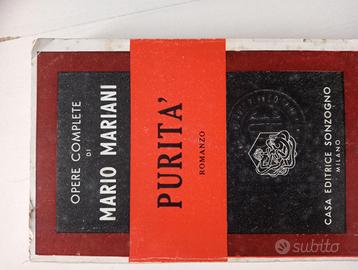 OPERE COMPLETE
DI
MARIO MARIANI
PURITA'
ROMANZO
CASA EDITRICE SONZOGNO
MILANO
subito